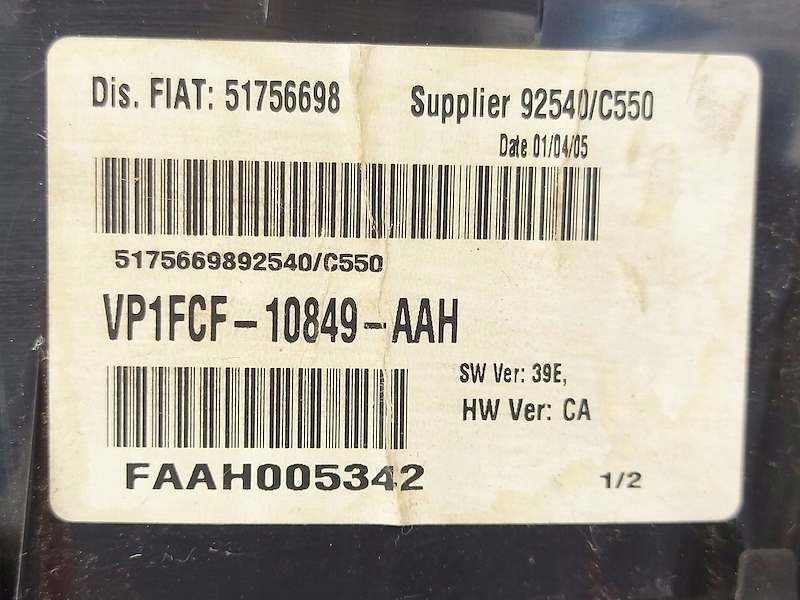 Dis. FIAT: 51756698
Supplier 92540/C550
Date 01/04/05
5175669892540/C550
VP1FCF-10849-AAH
SW Ver: 39E,
HW Ver: CA
FAAH005342
1/2